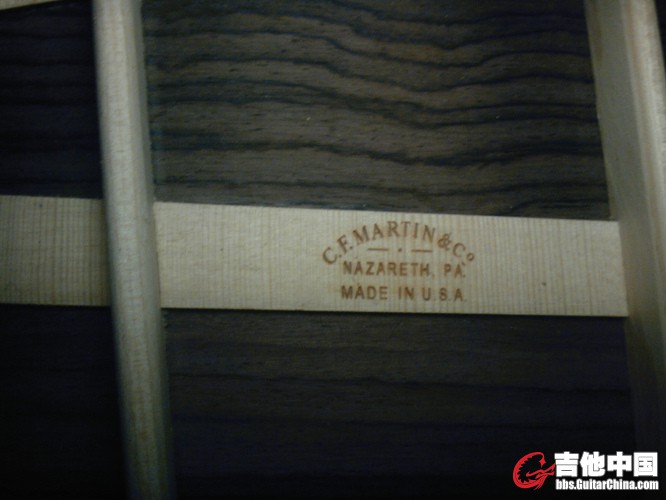 C.F. MARTIN & Co
NAZARETH, PA.
MADE IN U.S.A.
吉他中国
bbs.GuitarChina.com